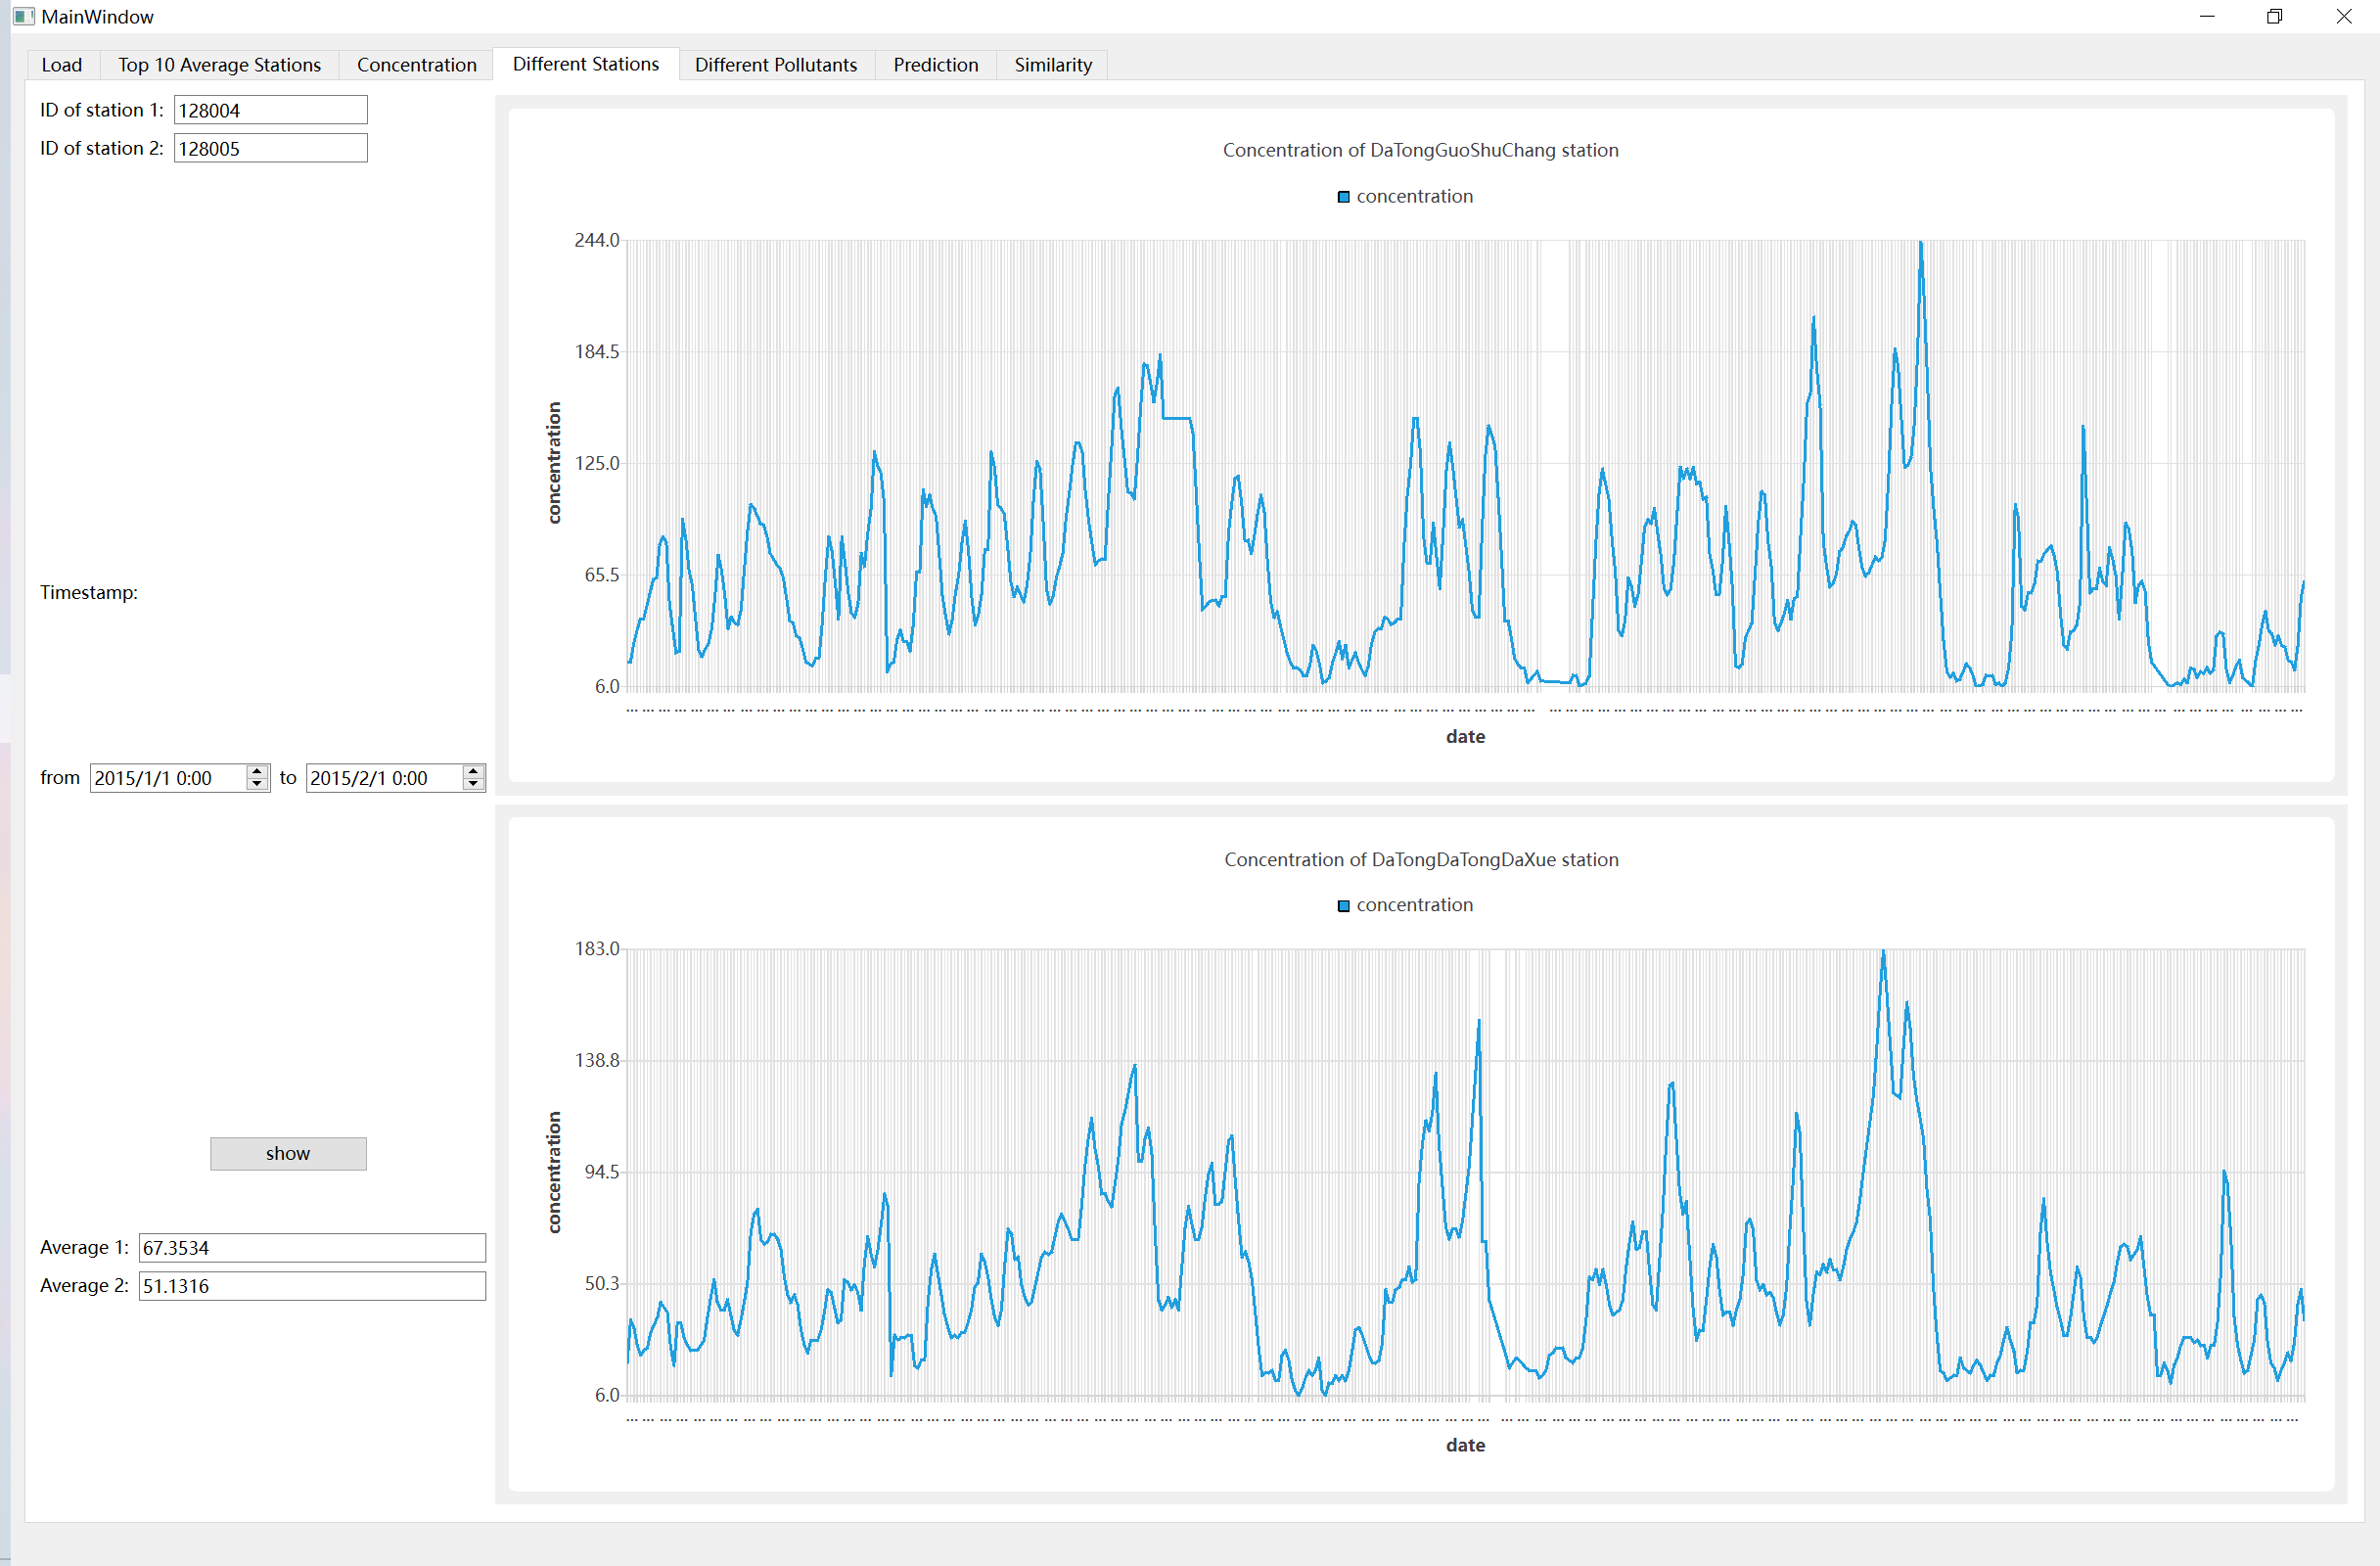 MainWindow
Load Top 10 Average Stations Concentration Different Stations Different Pollutants Prediction Similarity
ID of station 1: 128004
ID of station 2: 128005
Timestamp:
from 2015/1/1 0:00 to 2015/2/1 0:00
show
Average 1: 67.3534
Average 2: 51.1316
Concentration of DaTongGuoShuChang station
concentration
244.0
184.5
125.0
65.5
6.0
concentration
date
Concentration of DaTongDaTongDaXue station
concentration
183.0
138.8
94.5
50.3
6.0
concentration
date